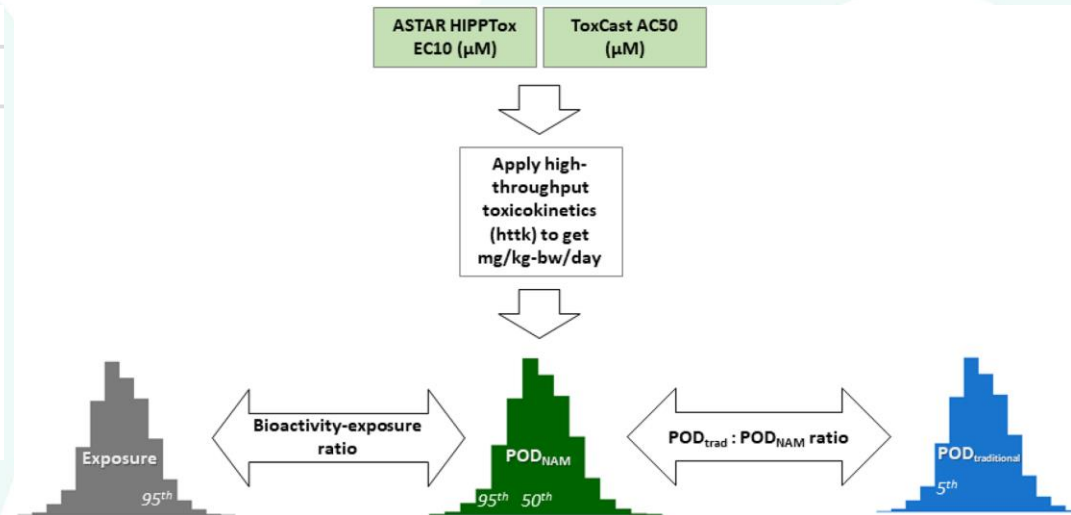 ASTAR HIPPTox
EC10 (µM)
ToxCast AC50
(µM)
Apply high-
throughput
toxicokinetics
(httk) to get
mg/kg-bw/day
Bioactivity-exposure
ratio
POD_trad : POD_NAM ratio
Exposure
95th
POD_NAM
95th 50th
POD_traditional
5th